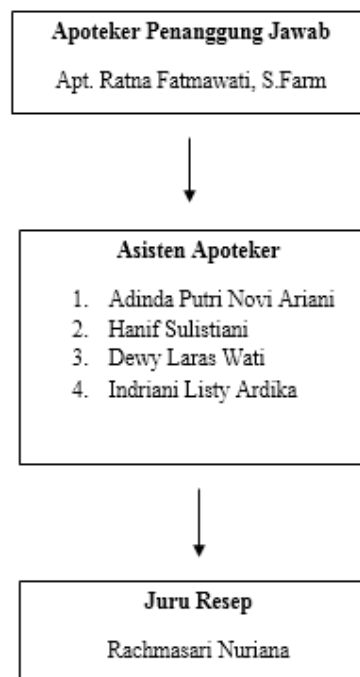 Apoteker Penanggung Jawab
Apt. Ratna Fatmawati, S.Farm
Asisten Apoteker
1. Adinda Putri Novi Ariani
2. Hanif Sulistiani
3. Dewy Laras Wati
4. Indriani Listy Ardika
Juru Resep
Rachmasari Nuriana